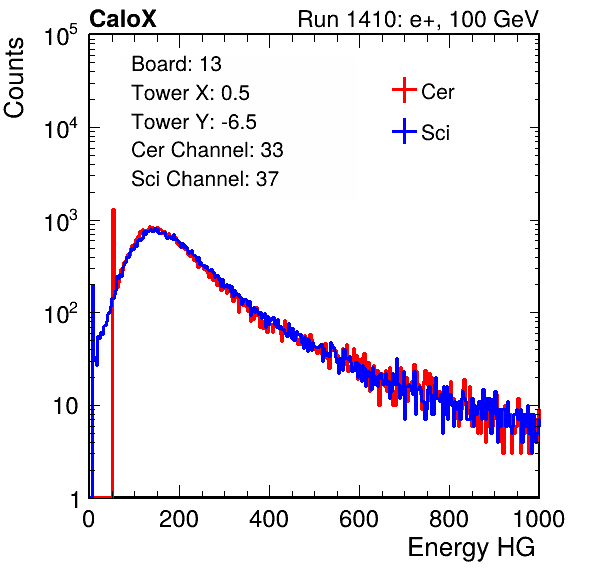 CaloX Run 1410: e+, 100 GeV
Board: 13
Tower X: 0.5
Tower Y: -6.5
Cer Channel: 33
Sci Channel: 37
Cer
Sci
Counts
10^5
10^4
10^3
10^2
10
1
0 200 400 600 800 1000
Energy HG